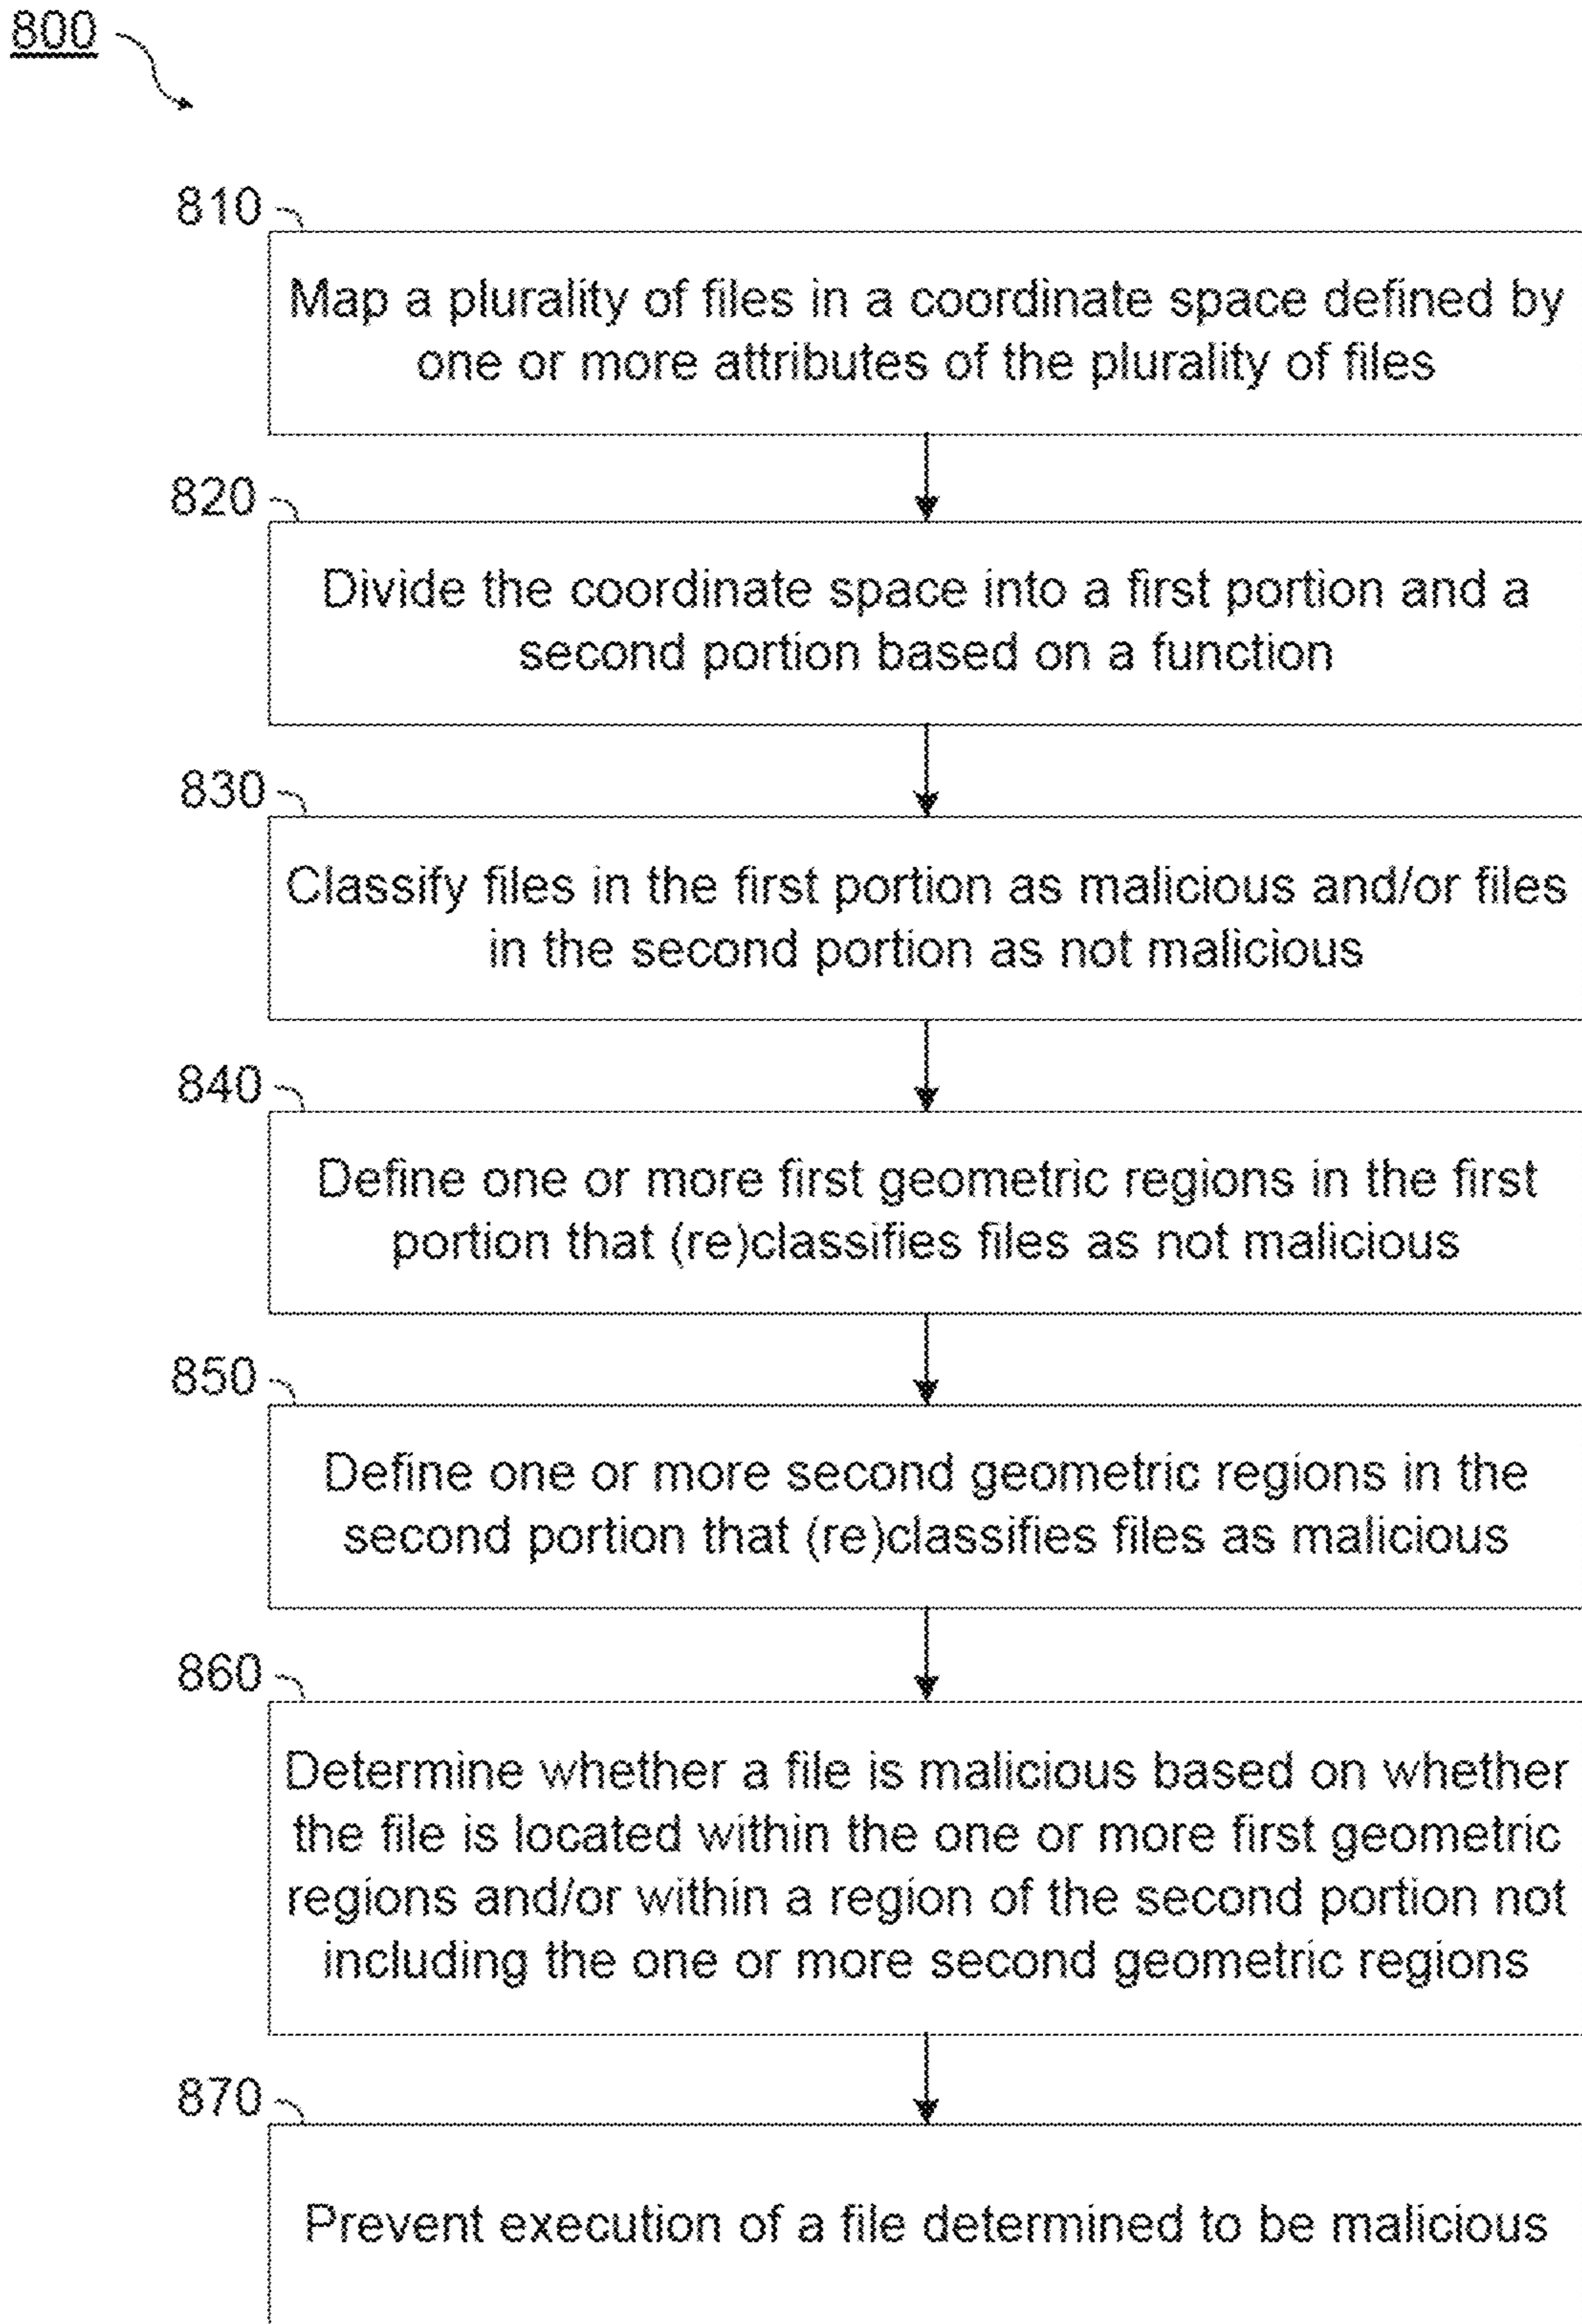 800
810
Map a plurality of files in a coordinate space defined by
one or more attributes of the plurality of files
820
Divide the coordinate space into a first portion and a
second portion based on a function
830
Classify files in the first portion as malicious and/or files
in the second portion as not malicious
840
Define one or more first geometric regions in the first
portion that (re)classifies files as not malicious
850
Define one or more second geometric regions in the
second portion that (re)classifies files as malicious
860
Determine whether a file is malicious based on whether
the file is located within the one or more first geometric
regions and/or within a region of the second portion not
including the one or more second geometric regions
870
Prevent execution of a file determined to be malicious